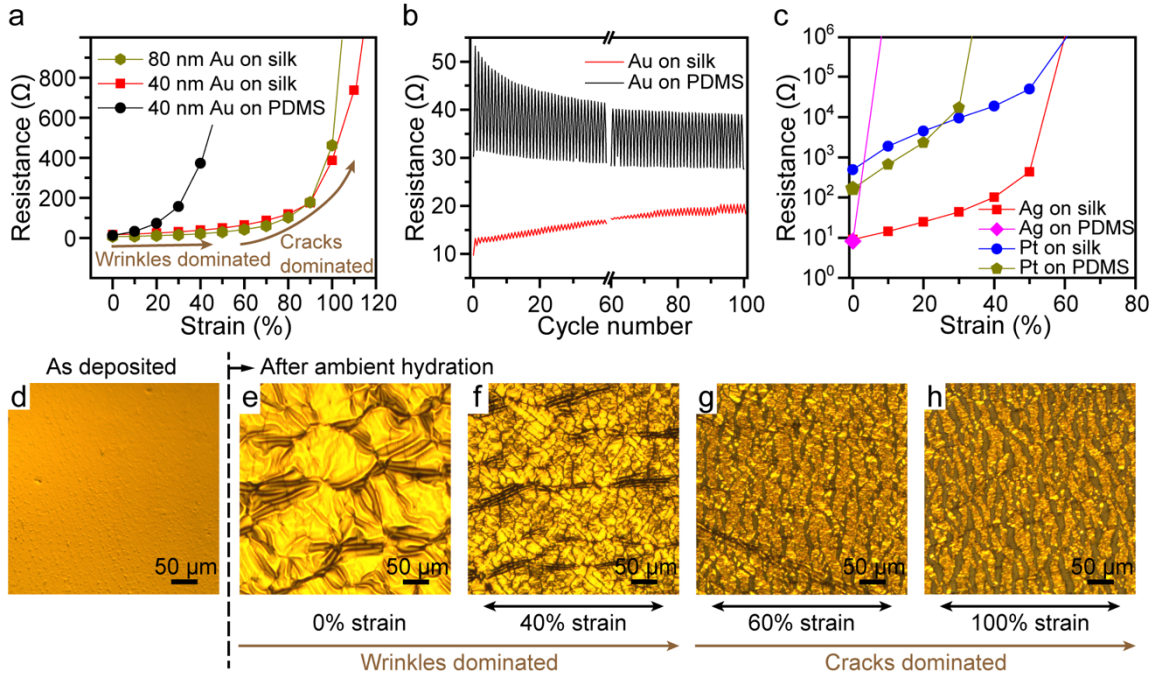 a
Resistance (Ω)
800
600
400
200
0
80 nm Au on silk
40 nm Au on silk
40 nm Au on PDMS
Wrinkles dominated
Cracks
dominated
0 20 40 60 80 100 120
Strain (%)
b
Resistance (Ω)
50
40
30
20
10
Au on silk
Au on PDMS
0 20 40 60 80 100
Cycle number
c
Resistance (Ω)
10⁶
10⁵
10⁴
10³
10²
10¹
10⁰
Ag on silk
Ag on PDMS
Pt on silk
Pt on PDMS
0 20 40 60 80
Strain (%)
As deposited
After ambient hydration
d
50 µm
e
50 µm
f
50 µm
g
50 µm
h
50 µm
0% strain
40% strain
60% strain
100% strain
Wrinkles dominated
Cracks dominated